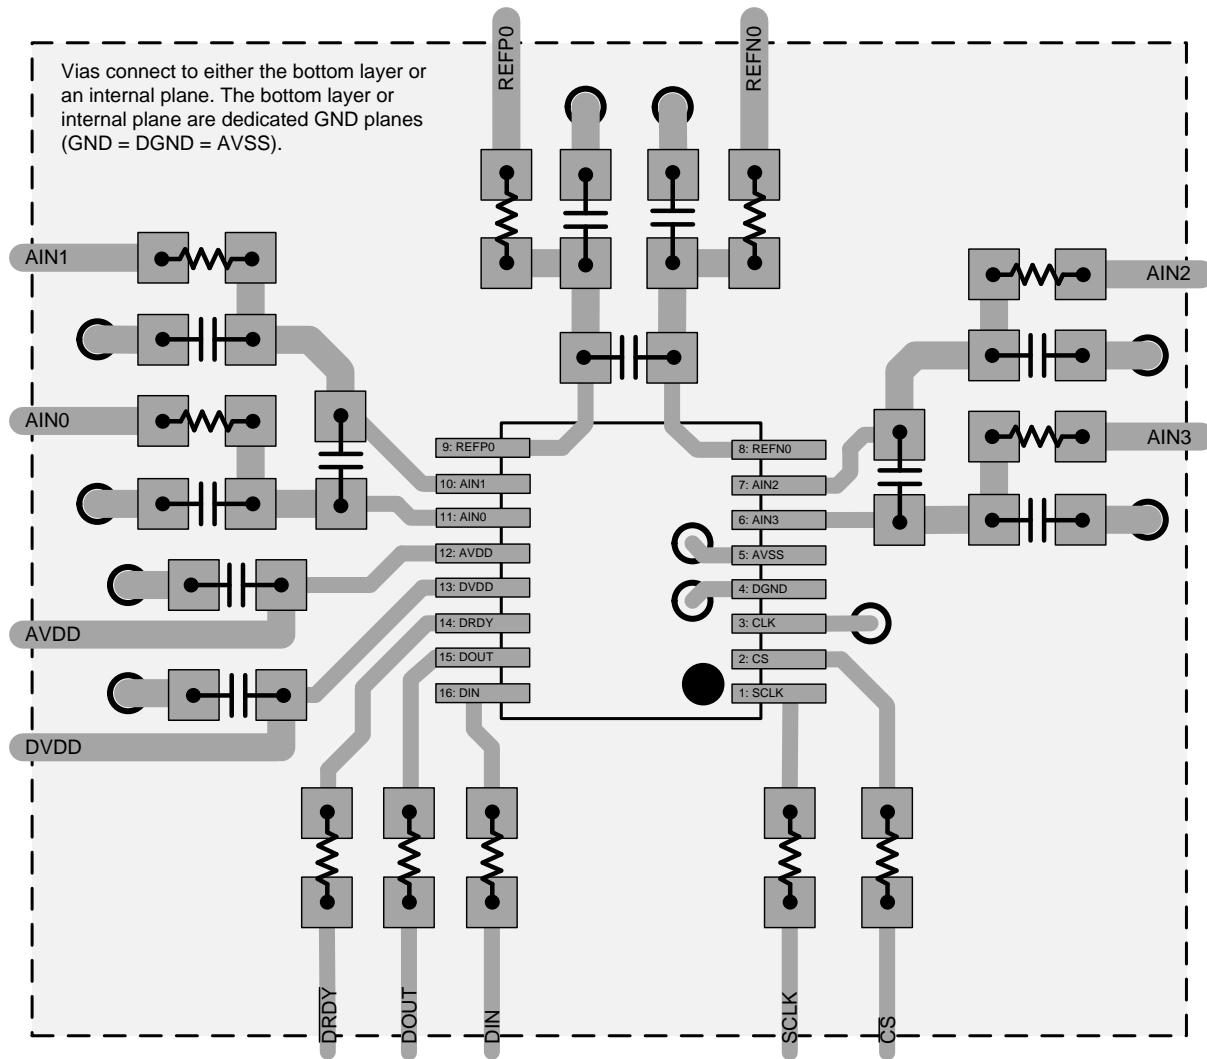 REFP0
REFN0
Vias connect to either the bottom layer or
an internal plane. The bottom layer or
internal plane are dedicated GND planes
(GND = DGND = AVSS).
AIN1
AIN2
AIN0
AIN3
9: REFP0
8: REFN0
10: AIN1
7: AIN2
11: AIN0
6: AIN3
12: AVDD
5: AVSS
13: DVDD
4: DGND
14: DRDY
3: CLK
15: DOUT
2: CS
16: DIN
1: SCLK
AVDD
DVDD
D̅R̅D̅Y̅
DOUT
DIN
SCLK
C̅S̅